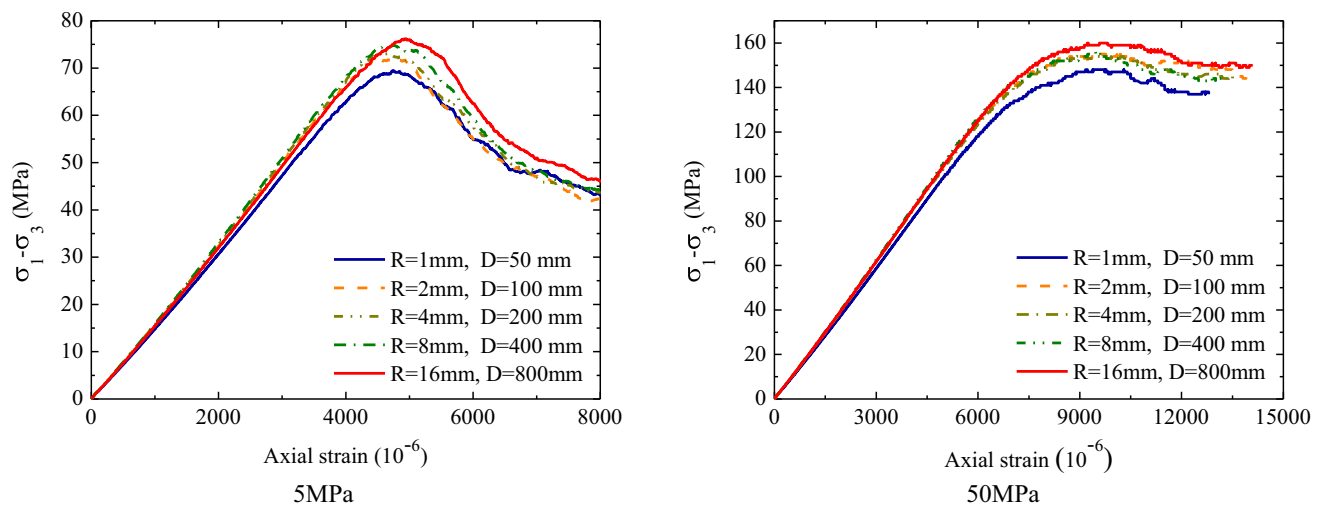 80
70
60
50
40
30
20
10
0
σ₁-σ₃ (MPa)
R=1mm, D=50 mm
R=2mm, D=100 mm
R=4mm, D=200 mm
R=8mm, D=400 mm
R=16mm, D=800mm
0 2000 4000 6000 8000
Axial strain (10⁻⁶)
5MPa
160
140
120
100
80
60
40
20
0
σ₁-σ₃ (MPa)
R=1mm, D=50 mm
R=2mm, D=100 mm
R=4mm, D=200 mm
R=8mm, D=400 mm
R=16mm, D=800mm
0 3000 6000 9000 12000 15000
Axial strain (10⁻⁶)
50MPa